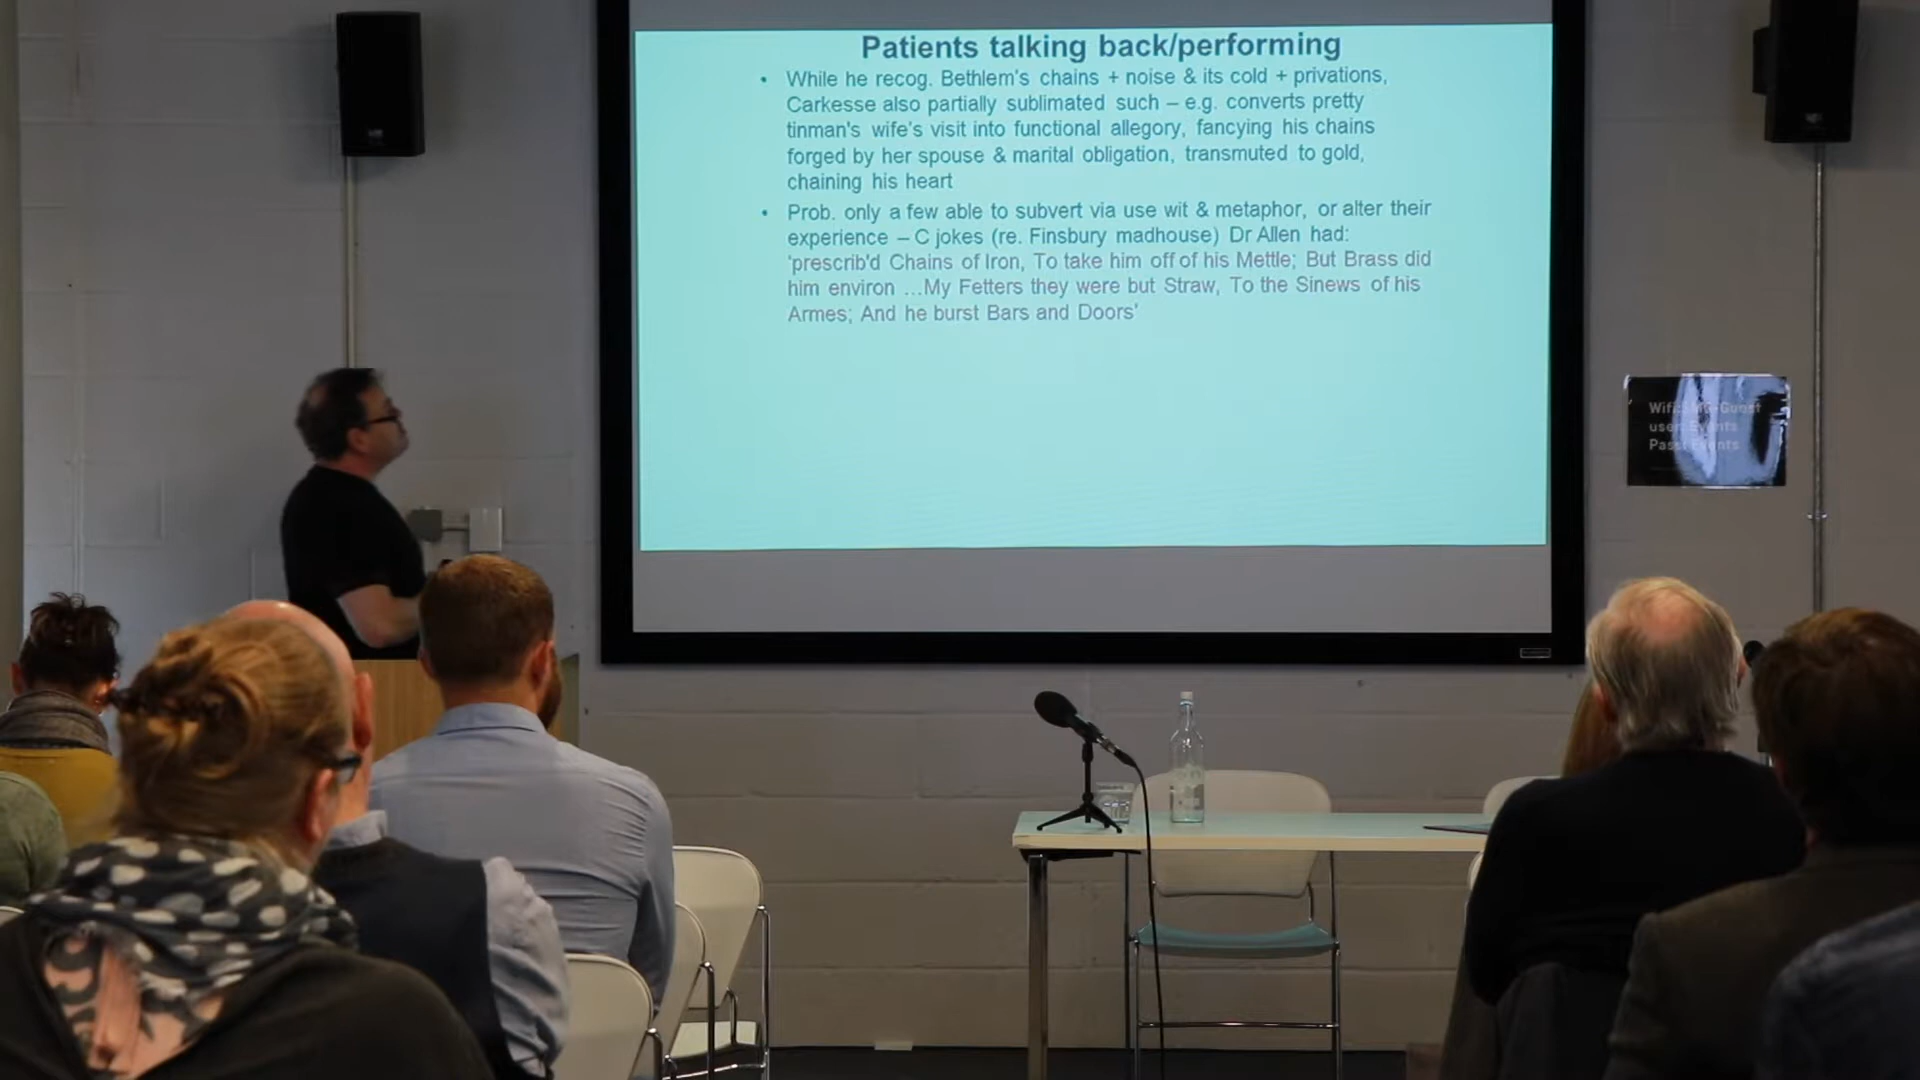 Patients talking back/performing
• While he recog. Bethlem's chains + noise & its cold + privations,
Carkesse also partially sublimated such – e.g. converts pretty
tinman's wife's visit into functional allegory, fancying his chains
forged by her spouse & marital obligation, transmuted to gold,
chaining his heart
• Prob. only a few able to subvert via use wit & metaphor, or alter their
experience – C jokes (re. Finsbury madhouse) Dr Allen had:
'prescrib'd Chains of Iron, To take him off of his Mettle; But Brass did
him environ ...My Fetters they were but Straw, To the Sinews of his
Armes; And he burst Bars and Doors'
Wifi: